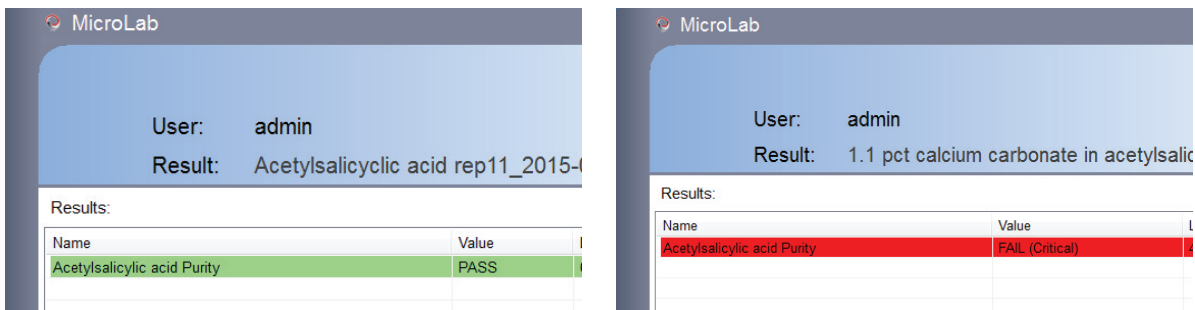 MicroLab
User: admin
Result: Acetylsalicyclic acid rep11_2015-
Results:
Name Value
Acetylsalicylic acid Purity PASS
MicroLab
User: admin
Result: 1.1 pct calcium carbonate in acetylsalic
Results:
Name Value L
Acetylsalicylic acid Purity FAIL (Critical) 4